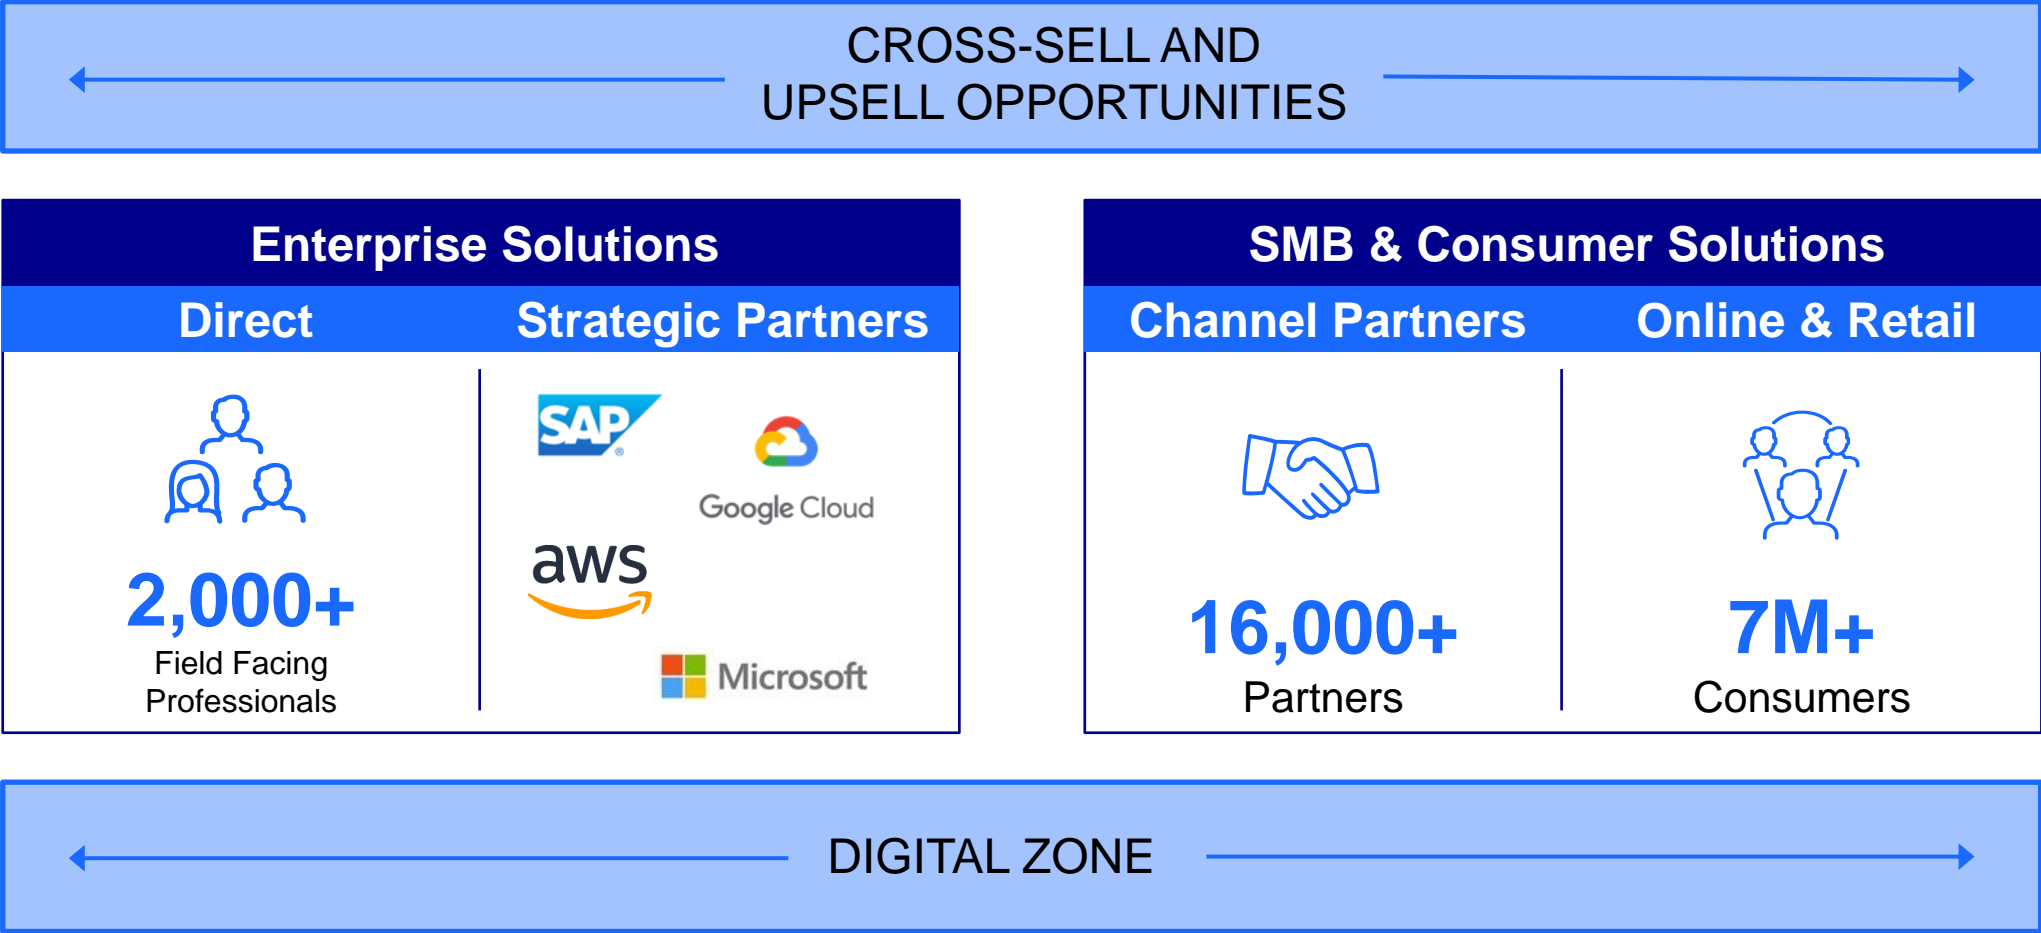 CROSS-SELL AND
UPSELL OPPORTUNITIES
Enterprise Solutions
Direct
Strategic Partners
2,000+
Field Facing
Professionals
SAP®
Google Cloud
aws
Microsoft
SMB & Consumer Solutions
Channel Partners
Online & Retail
16,000+
Partners
7M+
Consumers
DIGITAL ZONE